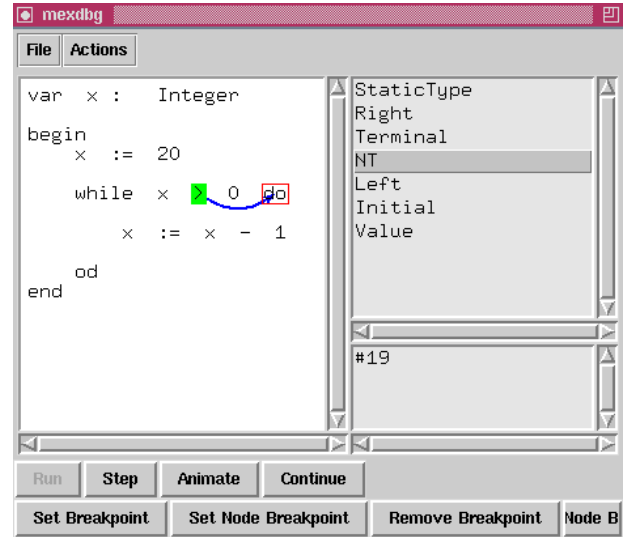 mexdbg
File Actions
var x : Integer
begin
x := 20
while x > 0 do
x := x - 1
od
end
StaticType
Right
Terminal
NT
Left
Initial
Value
#19
Run Step Animate Continue
Set Breakpoint Set Node Breakpoint Remove Breakpoint Node B